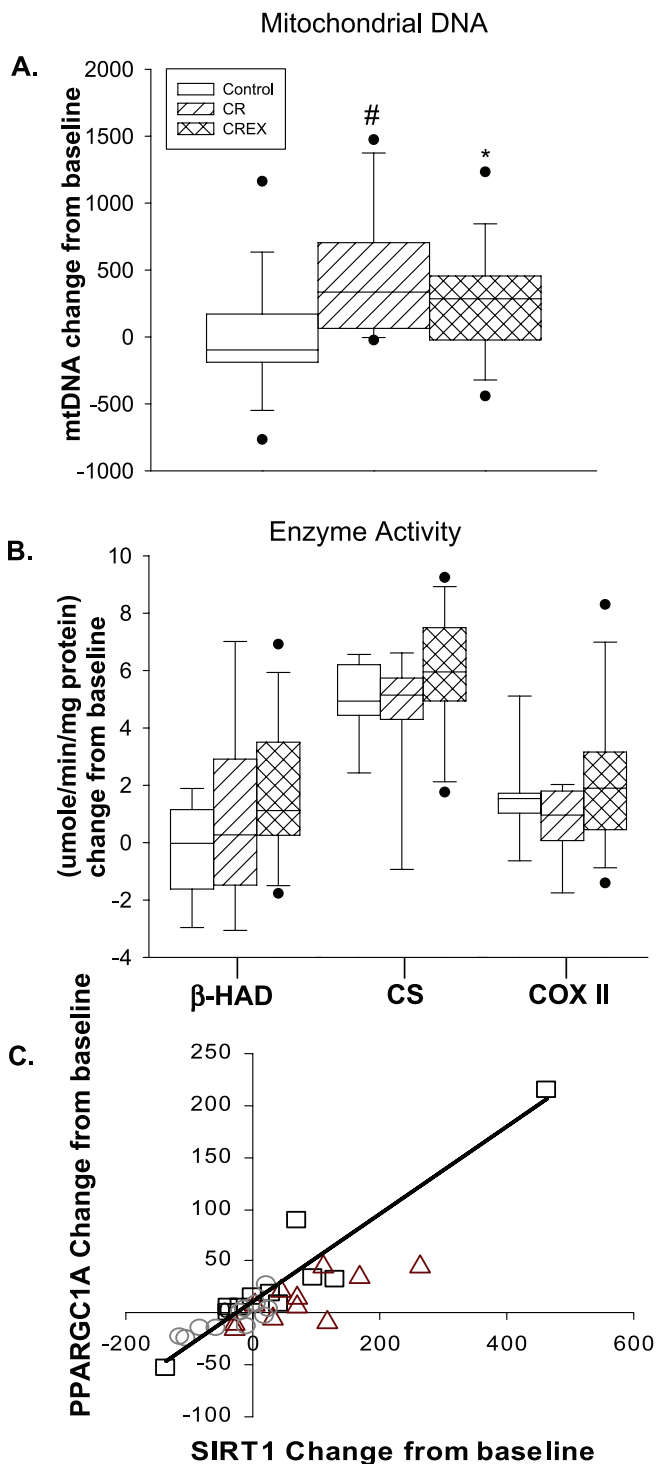 Mitochondrial DNA
A.
mtDNA change from baseline
2000
1500
1000
500
0
-500
-1000
Control
CR
CREX
#
*
Enzyme Activity
B.
(umole/min/mg protein)
change from baseline
10
8
6
4
2
0
-2
-4
β-HAD CS COX II
C.
PPARGC1A Change from baseline
250
200
150
100
50
0
-50
-100
-200 0 200 400 600
SIRT1 Change from baseline